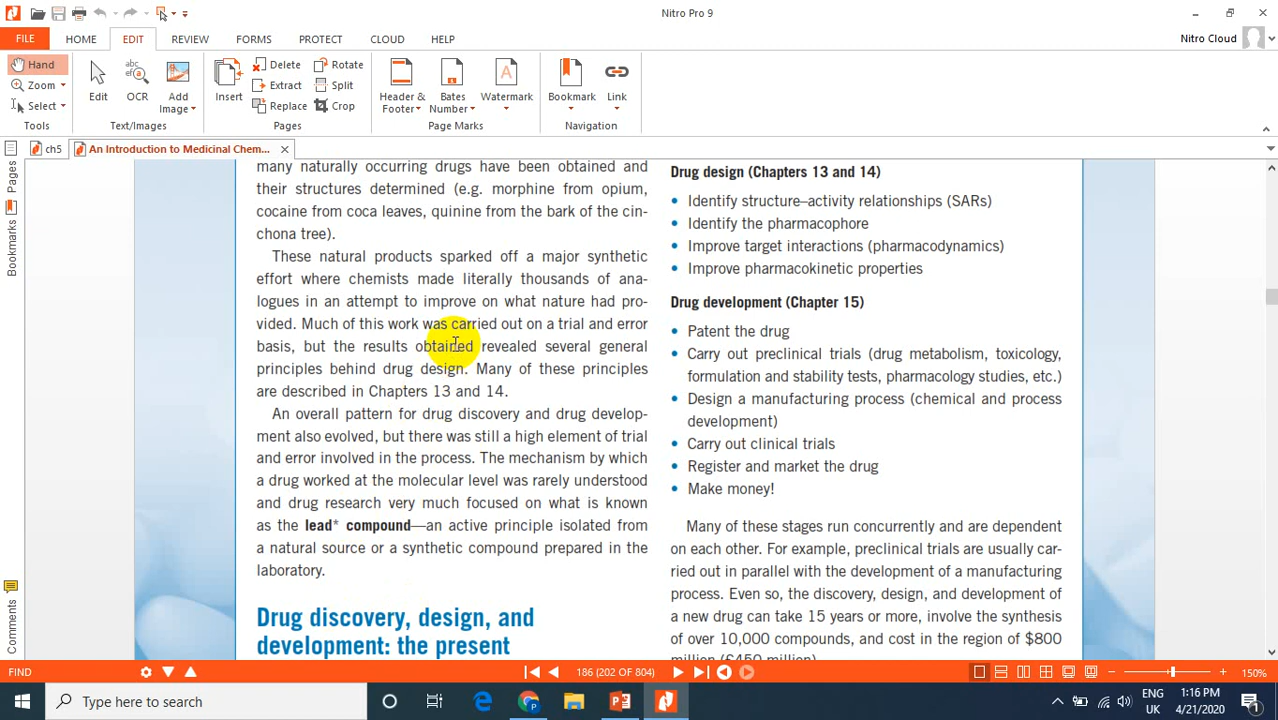 Nitro Pro 9
FILE
HOME
EDIT
REVIEW
FORMS
PROTECT
CLOUD
HELP
Nitro Cloud
Hand
Zoom
Select
Tools
Edit
OCR
Add
Image
Text/Images
Insert
Delete
Extract
Replace
Rotate
Split
Crop
Pages
Header &
Footer
Bates
Number
Watermark
Page Marks
Bookmark
Link
Navigation
ch5
An Introduction to Medicinal Chem...
Pages
Bookmarks
Comments
many naturally occurring drugs have been obtained and
their structures determined (e.g. morphine from opium,
cocaine from coca leaves, quinine from the bark of the cin-
chona tree).
These natural products sparked off a major synthetic
effort where chemists made literally thousands of ana-
logues in an attempt to improve on what nature had pro-
vided. Much of this work was carried out on a trial and error
basis, but the results obtained revealed several general
principles behind drug design. Many of these principles
are described in Chapters 13 and 14.
An overall pattern for drug discovery and drug develop-
ment also evolved, but there was still a high element of trial
and error involved in the process. The mechanism by which
a drug worked at the molecular level was rarely understood
and drug research very much focused on what is known
as the lead* compound—an active principle isolated from
a natural source or a synthetic compound prepared in the
laboratory.
Drug discovery, design, and
development: the present
Drug design (Chapters 13 and 14)
• Identify structure–activity relationships (SARs)
• Identify the pharmacophore
• Improve target interactions (pharmacodynamics)
• Improve pharmacokinetic properties
Drug development (Chapter 15)
• Patent the drug
• Carry out preclinical trials (drug metabolism, toxicology,
formulation and stability tests, pharmacology studies, etc.)
• Design a manufacturing process (chemical and process
development)
• Carry out clinical trials
• Register and market the drug
• Make money!
Many of these stages run concurrently and are dependent
on each other. For example, preclinical trials are usually car-
ried out in parallel with the development of a manufacturing
process. Even so, the discovery, design, and development of
a new drug can take 15 years or more, involve the synthesis
of over 10,000 compounds, and cost in the region of $800
million (£450 million).
FIND
186 (202 OF 804)
150%
Type here to search
ENG
UK
1:16 PM
4/21/2020